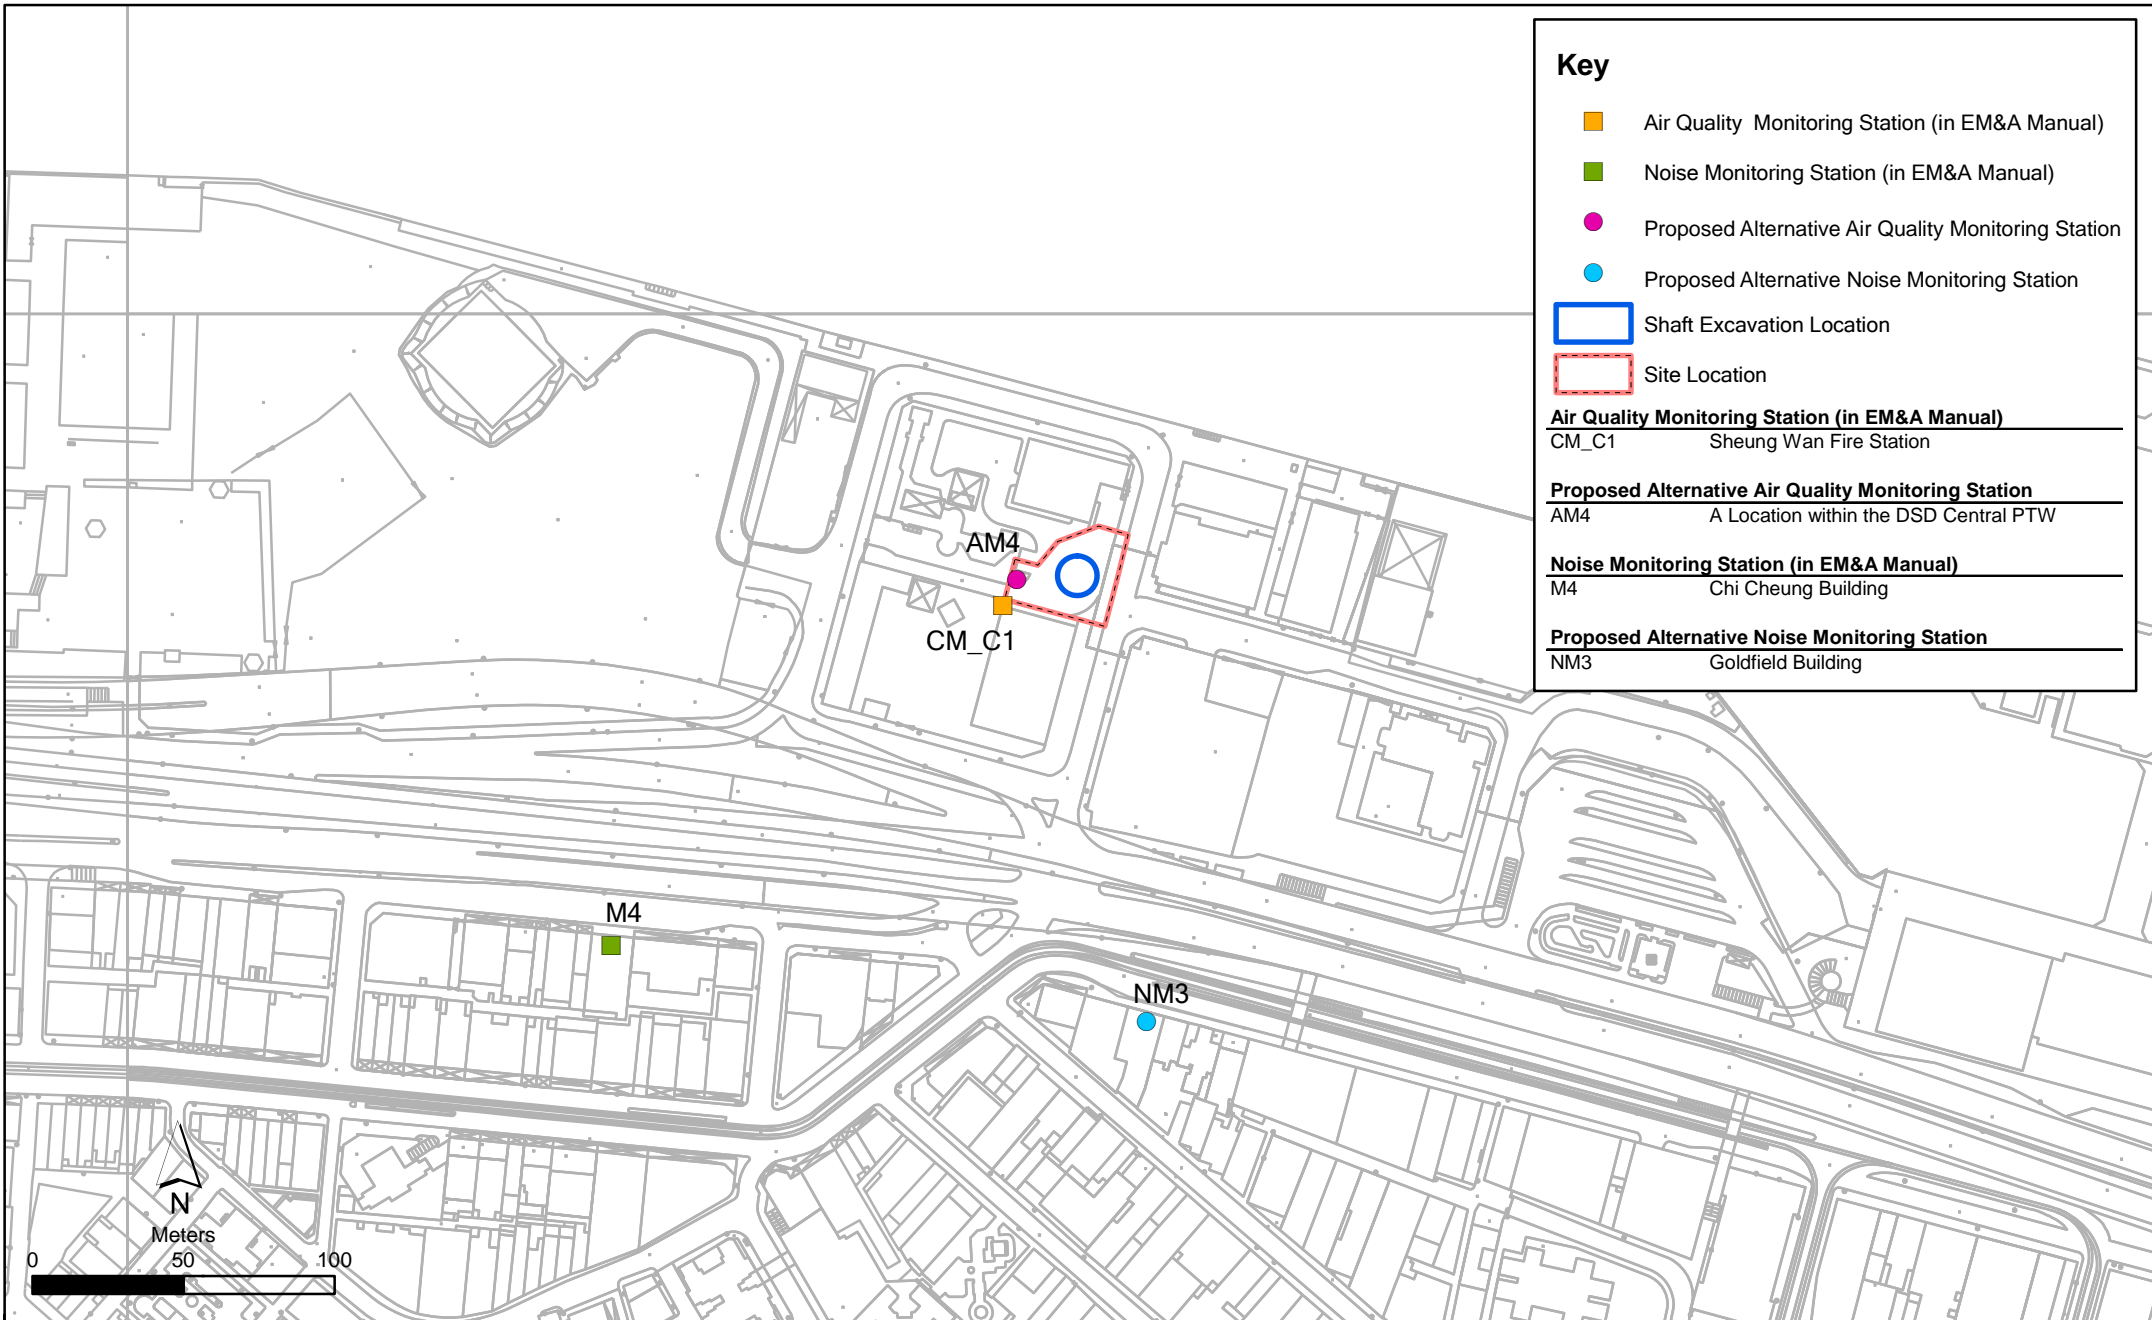 Key
Air Quality Monitoring Station (in EM&A Manual)
Noise Monitoring Station (in EM&A Manual)
Proposed Alternative Air Quality Monitoring Station
Proposed Alternative Noise Monitoring Station
Shaft Excavation Location
Site Location
Air Quality Monitoring Station (in EM&A Manual)
CM_C1 Sheung Wan Fire Station
Proposed Alternative Air Quality Monitoring Station
AM4 A Location within the DSD Central PTW
Noise Monitoring Station (in EM&A Manual)
M4 Chi Cheung Building
Proposed Alternative Noise Monitoring Station
NM3 Goldfield Building
AM4
CM_C1
M4
NM3
N
Meters
0 50 100